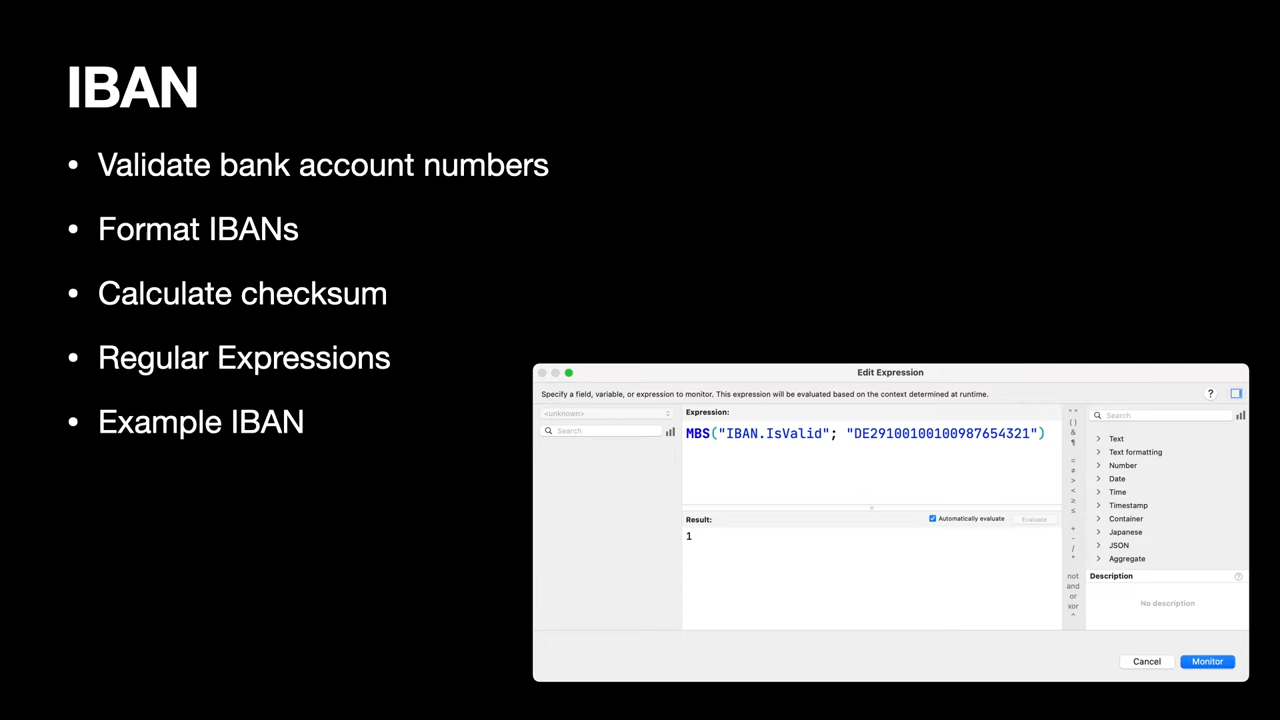 IBAN
• Validate bank account numbers
• Format IBANs
• Calculate checksum
• Regular Expressions
• Example IBAN
Edit Expression
Specify a field, variable, or expression to monitor. This expression will be evaluated based on the context determined at runtime.
?
<unknown>
Search
Expression:
MBS("IBAN.IsValid"; "DE29100100100987654321")
Result:
Automatically evaluate
Evaluate
1
" "
( )
&
¶
=
≠
>
<
≥
≤
+
-
/
*
not
and
or
xor
^
Search
Text
Text formatting
Number
Date
Time
Timestamp
Container
Japanese
JSON
Aggregate
Description
?
No description
Cancel
Monitor